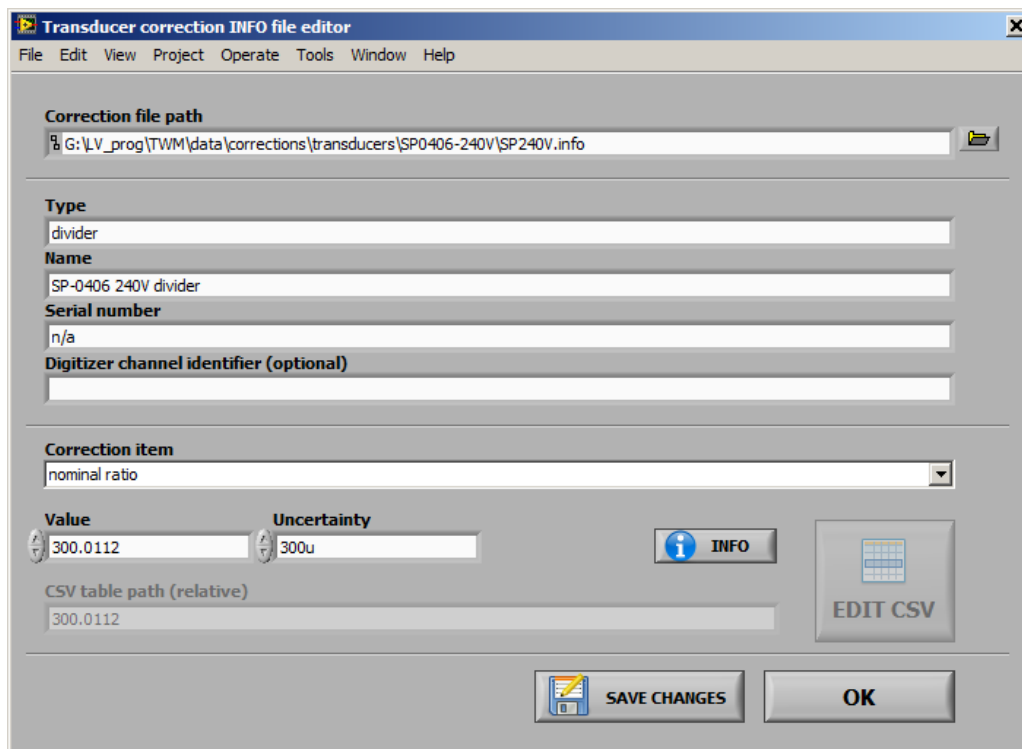 Transducer correction INFO file editor
File Edit View Project Operate Tools Window Help
Correction file path
G:\LV_prog\TWM\data\corrections\transducers\SP0406-240V\SP240V.info
Type
divider
Name
SP-0406 240V divider
Serial number
n/a
Digitizer channel identifier (optional)
Correction item
nominal ratio
Value Uncertainty
300.0112 300u INFO
CSV table path (relative)
300.0112 EDIT CSV
SAVE CHANGES OK